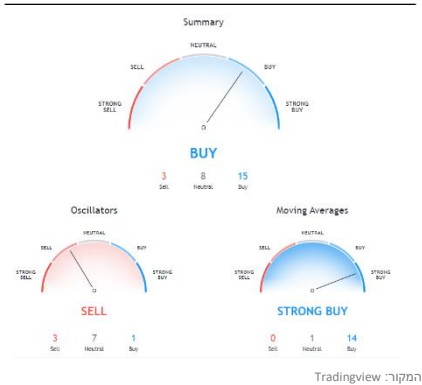 Summary
NEUTRAL
SELL BUY
STRONG SELL STRONG BUY
BUY
3 8 15
Sell Neutral Buy
Oscillators
NEUTRAL
SELL BUY
STRONG SELL STRONG BUY
SELL
3 7 1
Sell Neutral Buy
Moving Averages
NEUTRAL
SELL BUY
STRONG SELL STRONG BUY
STRONG BUY
0 1 14
Sell Neutral Buy
המקור: Tradingview